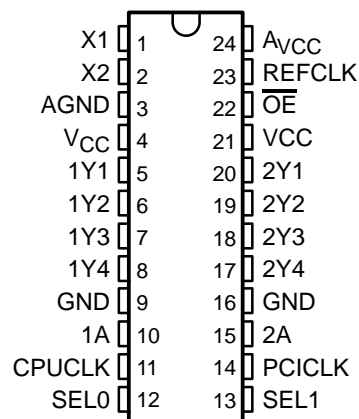 X1 1 24 AVCC
X2 2 23 REFCLK
AGND 3 22 OE
VCC 4 21 VCC
1Y1 5 20 2Y1
1Y2 6 19 2Y2
1Y3 7 18 2Y3
1Y4 8 17 2Y4
GND 9 16 GND
1A 10 15 2A
CPUCLK 11 14 PCICLK
SEL0 12 13 SEL1